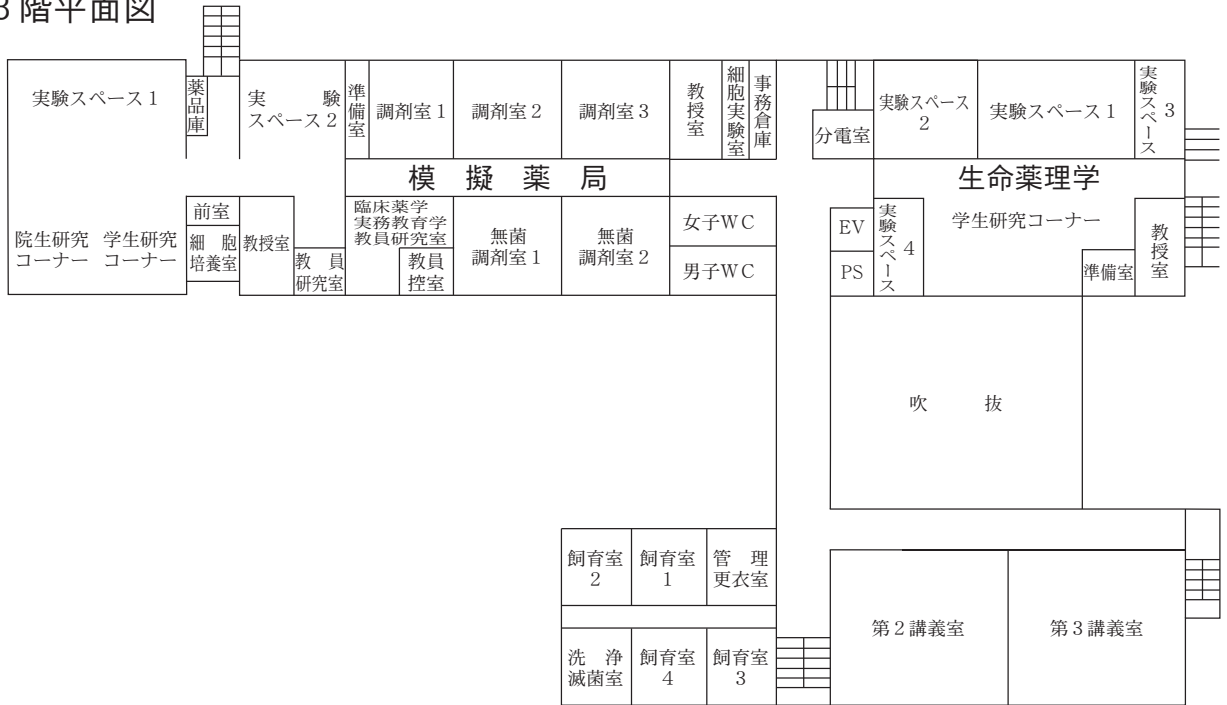 3階平面図
実験スペース1
薬品庫
実　験
スペース2
準備室
調剤室1
調剤室2
調剤室3
教授室
細胞実験室
事務倉庫
分電室
実験スペース
2
実験スペース1
実験スペース3
模擬薬局
生命薬理学
院生研究
コーナー
学生研究
コーナー
前室
細　胞
培養室
教授室
教　員
研究室
臨床薬学
実務教育学
教員研究室
教員
控室
無菌
調剤室1
無菌
調剤室2
女子WC
男子WC
EV
PS
実験スペース4
学生研究コーナー
準備室
教授室
吹　抜
飼育室
2
飼育室
1
管　理
更衣室
洗　浄
滅菌室
飼育室
4
飼育室
3
第2講義室
第3講義室